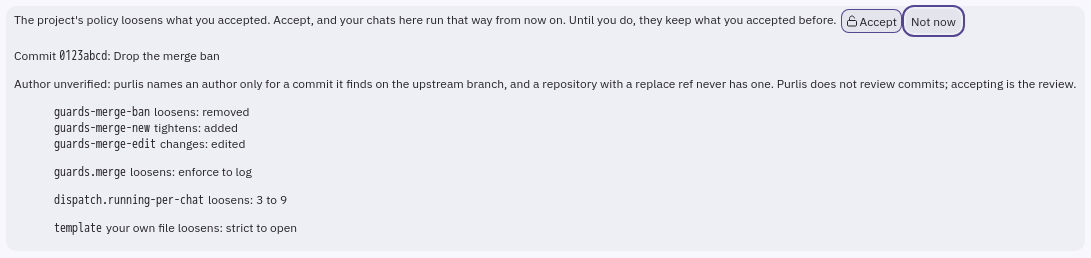 The project's policy loosens what you accepted. Accept, and your chats here run that way from now on. Until you do, they keep what you accepted before. Accept Not now
Commit 0123abcd: Drop the merge ban
Author unverified: purlis names an author only for a commit it finds on the upstream branch, and a repository with a replace ref never has one. Purlis does not review commits; accepting is the review.
guards-merge-ban loosens: removed
guards-merge-new tightens: added
guards-merge-edit changes: edited
guards.merge loosens: enforce to log
dispatch.running-per-chat loosens: 3 to 9
template your own file loosens: strict to open